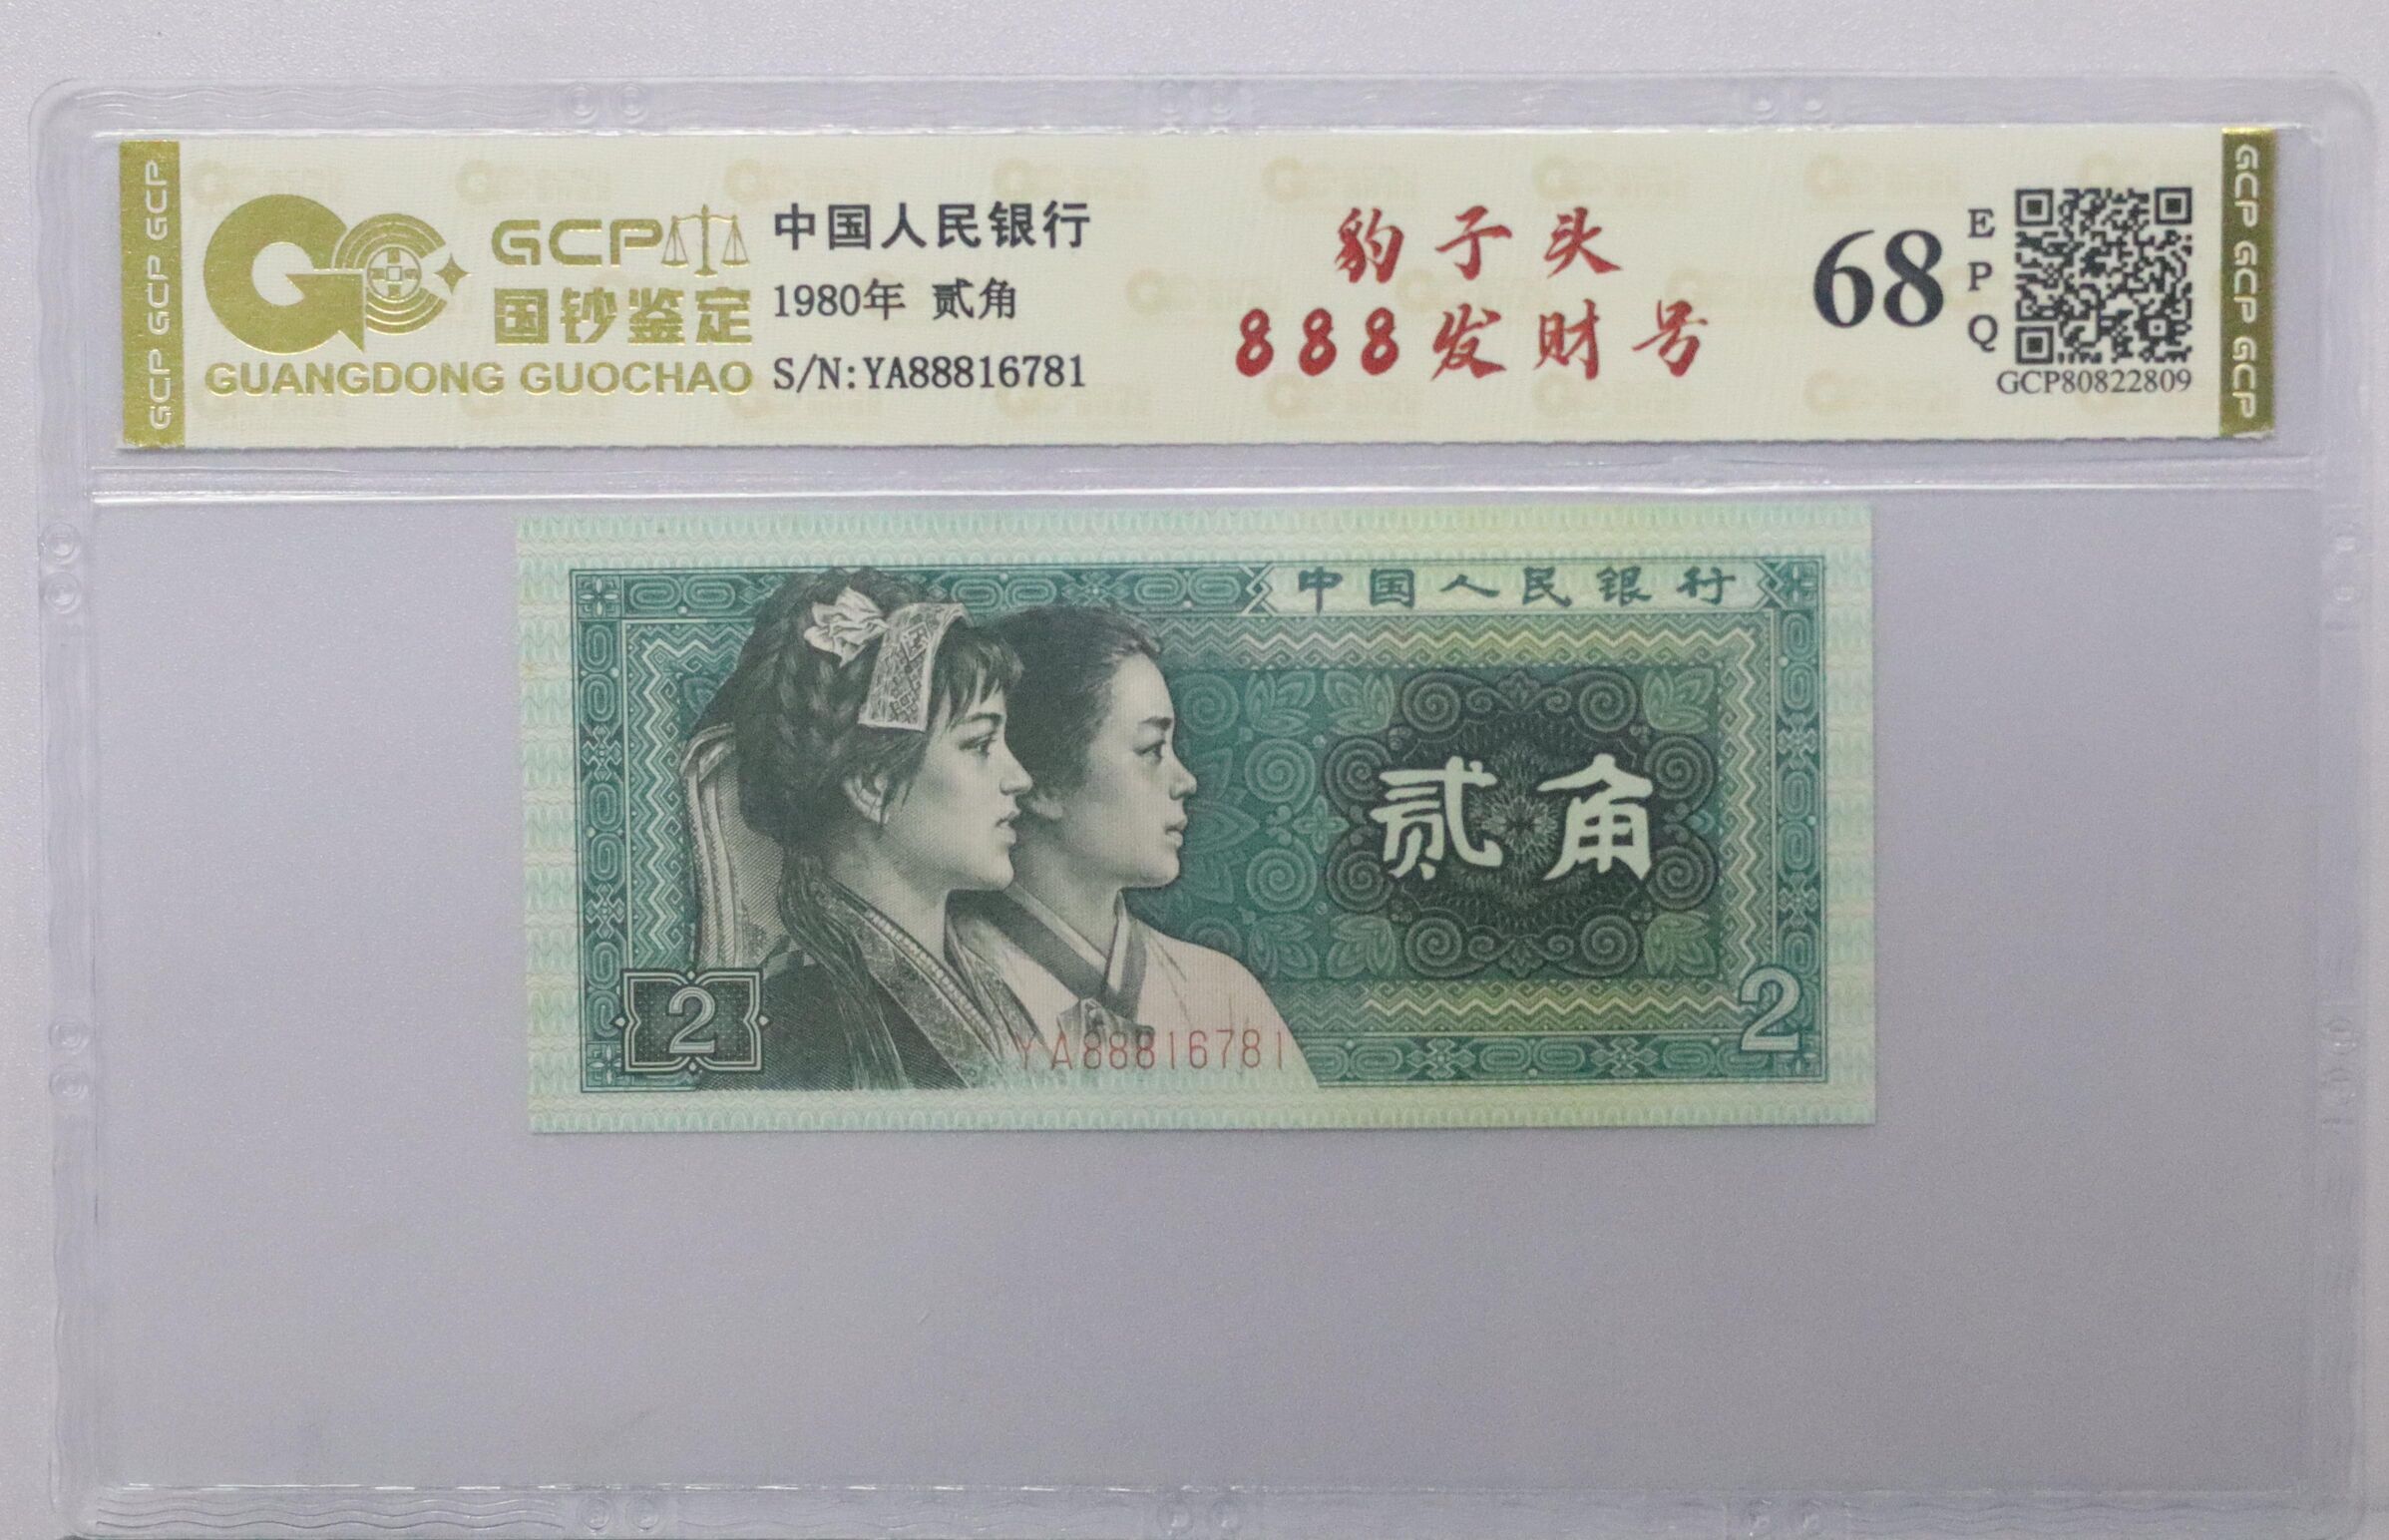 GCP GCP GCP
GCP
国钞鉴定
GUANGDONG GUOCHAO
中国人民银行
1980年 贰角
S/N:YA88816781
豹子头
888发财号
68
EPQ
GCP80822809
GCP GCP GCP GCP
中国人民银行
贰角
2
YA88816781
2